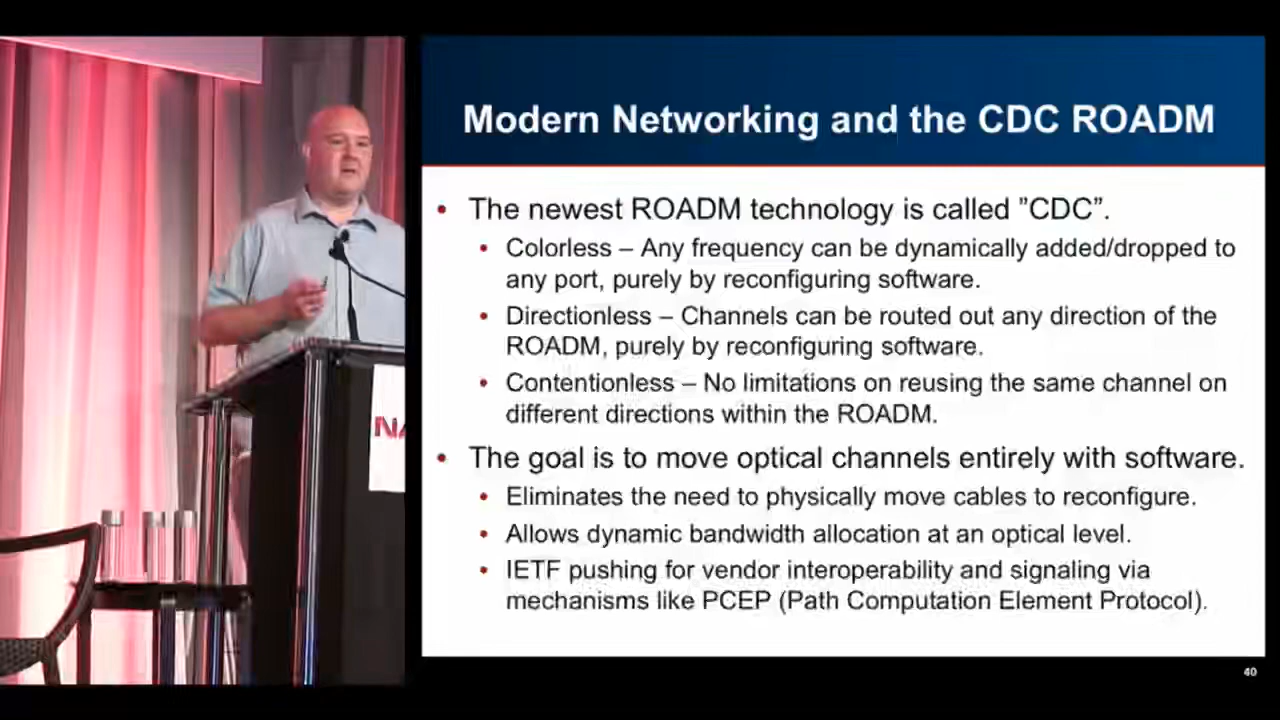 Modern Networking and the CDC ROADM
• The newest ROADM technology is called ”CDC”.
• Colorless – Any frequency can be dynamically added/dropped to
any port, purely by reconfiguring software.
• Directionless – Channels can be routed out any direction of the
ROADM, purely by reconfiguring software.
• Contentionless – No limitations on reusing the same channel on
different directions within the ROADM.
• The goal is to move optical channels entirely with software.
• Eliminates the need to physically move cables to reconfigure.
• Allows dynamic bandwidth allocation at an optical level.
• IETF pushing for vendor interoperability and signaling via
mechanisms like PCEP (Path Computation Element Protocol).
40